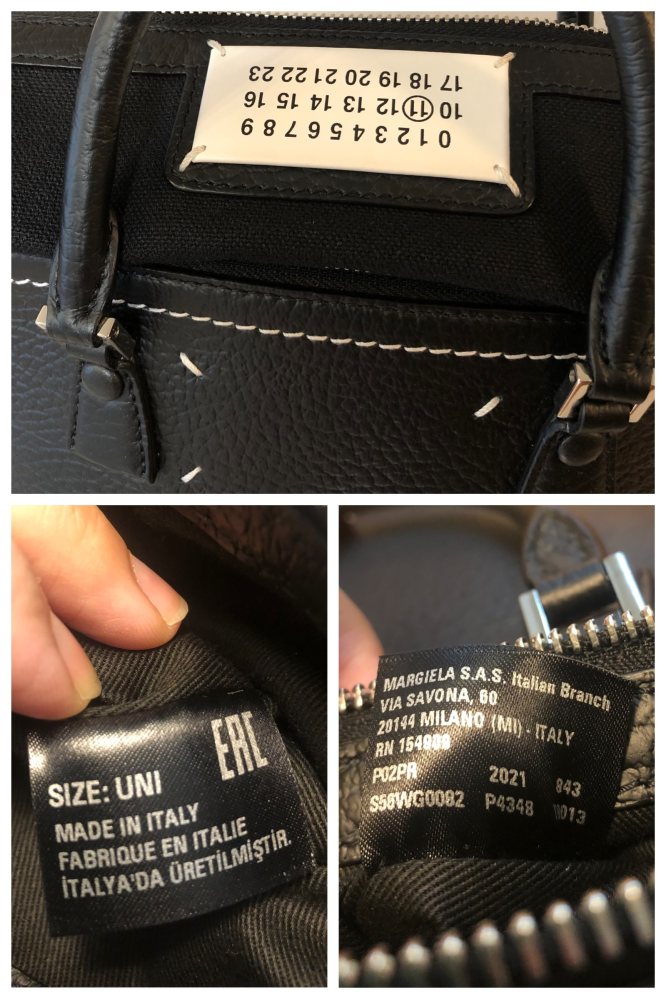 0 1 2 3 4 5 6 7 8 9
10 11 12 13 14 15 16
17 18 19 20 21 22 23
EAC
SIZE: UNI
MADE IN ITALY
FABRIQUE EN ITALIE
İTALYA'DA ÜRETİLMİŞTİR.
MARGIELA S.A.S. Italian Branch
VIA SAVONA, 60
20144 MILANO (MI) - ITALY
RN
P02PR 2021 843
S56WG0082 P4348